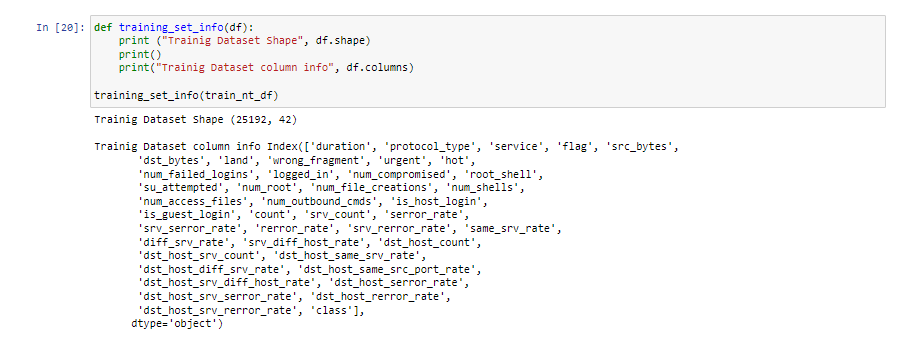 In [20]: def training_set_info(df):
print ("Trainig Dataset Shape", df.shape)
print()
print("Trainig Dataset column info", df.columns)
training_set_info(train_nt_df)
Trainig Dataset Shape (25192, 42)
Trainig Dataset column info Index(['duration', 'protocol_type', 'service', 'flag', 'src_bytes',
'dst_bytes', 'land', 'wrong_fragment', 'urgent', 'hot',
'num_failed_logins', 'logged_in', 'num_compromised', 'root_shell',
'su_attempted', 'num_root', 'num_file_creations', 'num_shells',
'num_access_files', 'num_outbound_cmds', 'is_host_login',
'is_guest_login', 'count', 'srv_count', 'serror_rate',
'srv_serror_rate', 'rerror_rate', 'srv_rerror_rate', 'same_srv_rate',
'diff_srv_rate', 'srv_diff_host_rate', 'dst_host_count',
'dst_host_srv_count', 'dst_host_same_srv_rate',
'dst_host_diff_srv_rate', 'dst_host_same_src_port_rate',
'dst_host_srv_diff_host_rate', 'dst_host_serror_rate',
'dst_host_srv_serror_rate', 'dst_host_rerror_rate',
'dst_host_srv_rerror_rate', 'class'],
dtype='object')